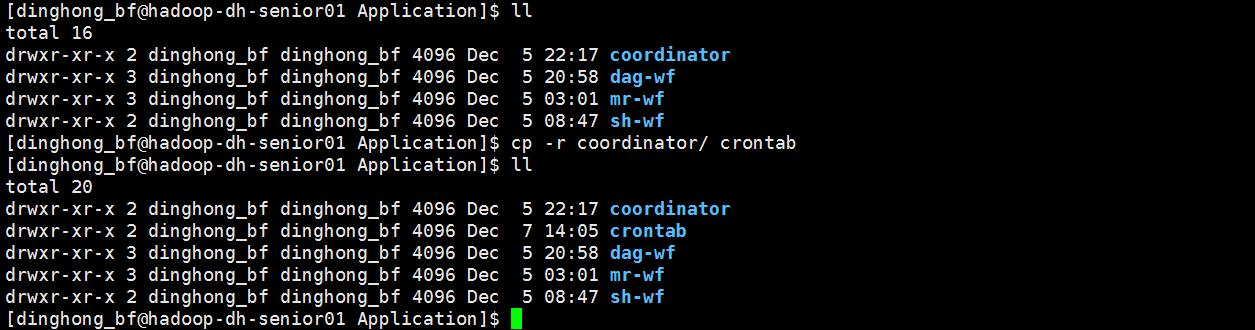 [dinghong_bf@hadoop-dh-senior01 Application]$ ll
total 16
drwxr-xr-x 2 dinghong_bf dinghong_bf 4096 Dec  5 22:17 coordinator
drwxr-xr-x 3 dinghong_bf dinghong_bf 4096 Dec  5 20:58 dag-wf
drwxr-xr-x 3 dinghong_bf dinghong_bf 4096 Dec  5 03:01 mr-wf
drwxr-xr-x 2 dinghong_bf dinghong_bf 4096 Dec  5 08:47 sh-wf
[dinghong_bf@hadoop-dh-senior01 Application]$ cp -r coordinator/ crontab
[dinghong_bf@hadoop-dh-senior01 Application]$ ll
total 20
drwxr-xr-x 2 dinghong_bf dinghong_bf 4096 Dec  5 22:17 coordinator
drwxr-xr-x 2 dinghong_bf dinghong_bf 4096 Dec  7 14:05 crontab
drwxr-xr-x 3 dinghong_bf dinghong_bf 4096 Dec  5 20:58 dag-wf
drwxr-xr-x 3 dinghong_bf dinghong_bf 4096 Dec  5 03:01 mr-wf
drwxr-xr-x 2 dinghong_bf dinghong_bf 4096 Dec  5 08:47 sh-wf
[dinghong_bf@hadoop-dh-senior01 Application]$